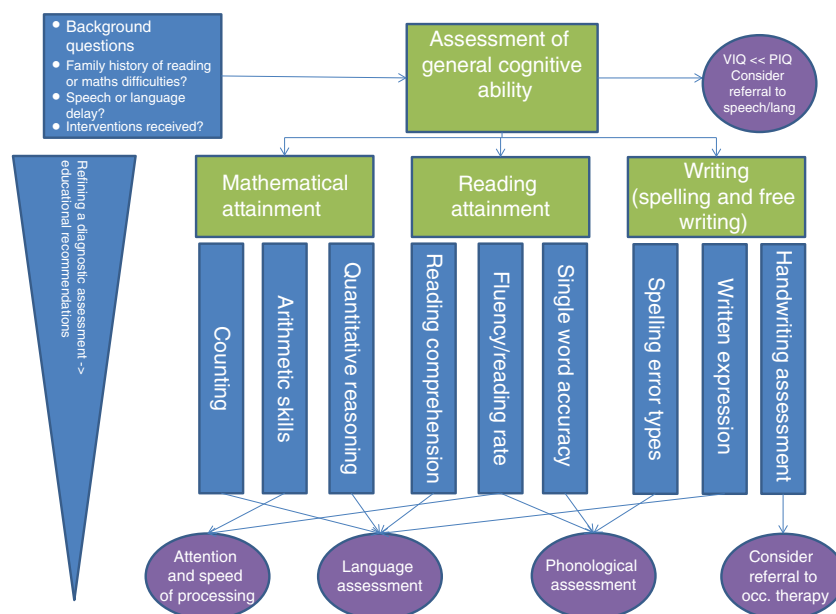 Background
questions
Family history of reading
or maths difficulties?
Speech or language
delay?
Interventions received?
Assessment of
general cognitive
ability
VIQ << PIQ
Consider
referral to
speech/lang
Refining a diagnostic assessment ->
educational recommendations
Mathematical
attainment
Reading
attainment
Writing
(spelling and free
writing)
Counting
Arithmetic skills
Quantitative reasoning
Reading comprehension
Fluency/reading rate
Single word accuracy
Spelling error types
Written expression
Handwriting assessment
Attention
and speed
of processing
Language
assessment
Phonological
assessment
Consider
referral to
occ. therapy